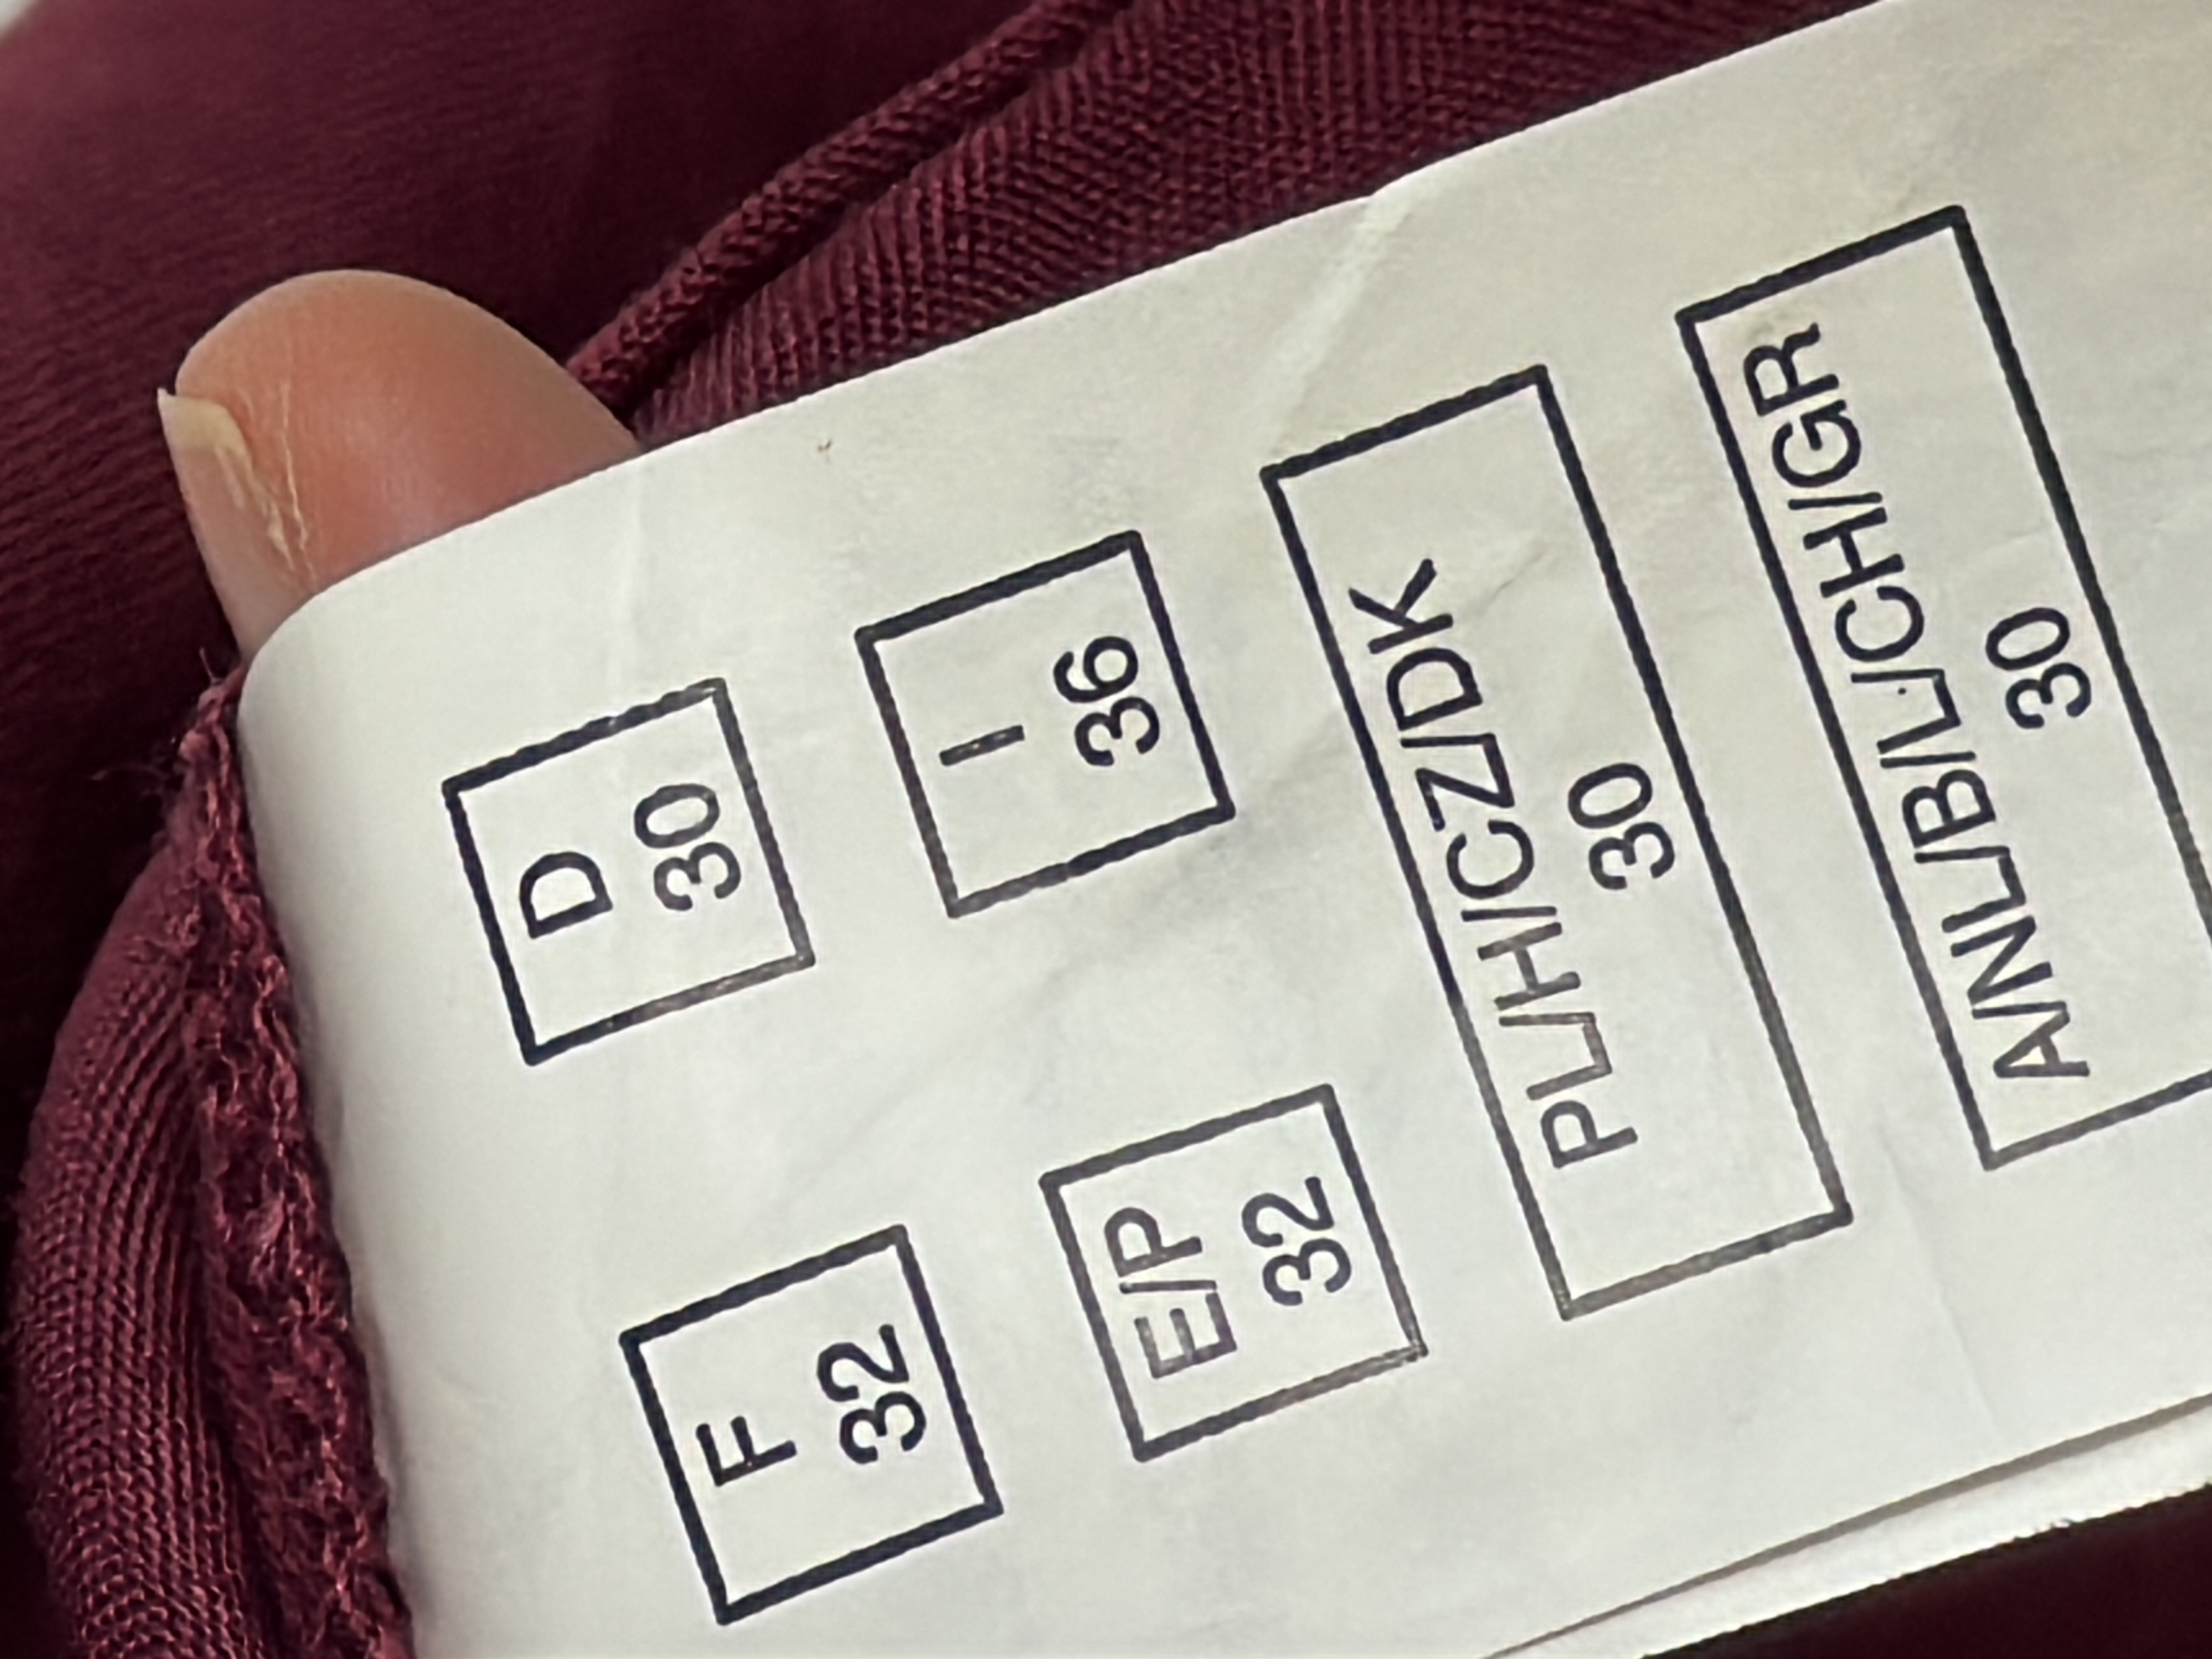 F
32
D
30
E/P
32
I
36
PL/H/CZ/DK
30
A/NL/B/L/CH/GR
30